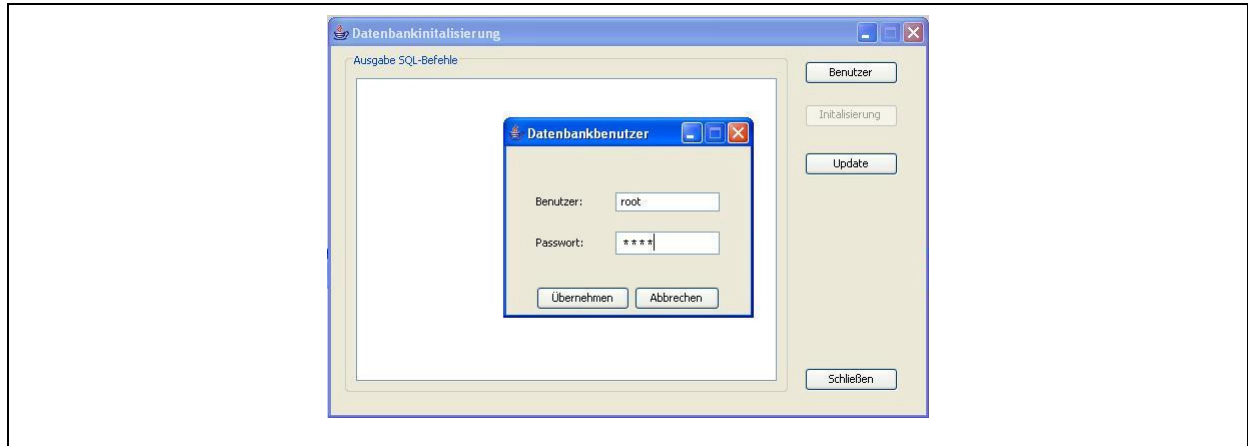 Datenbankinitalisierung
Ausgabe SQL-Befehle
Benutzer
Initalisierung
Update
Schließen
Datenbankbenutzer
Benutzer: root
Passwort: ****
Übernehmen Abbrechen